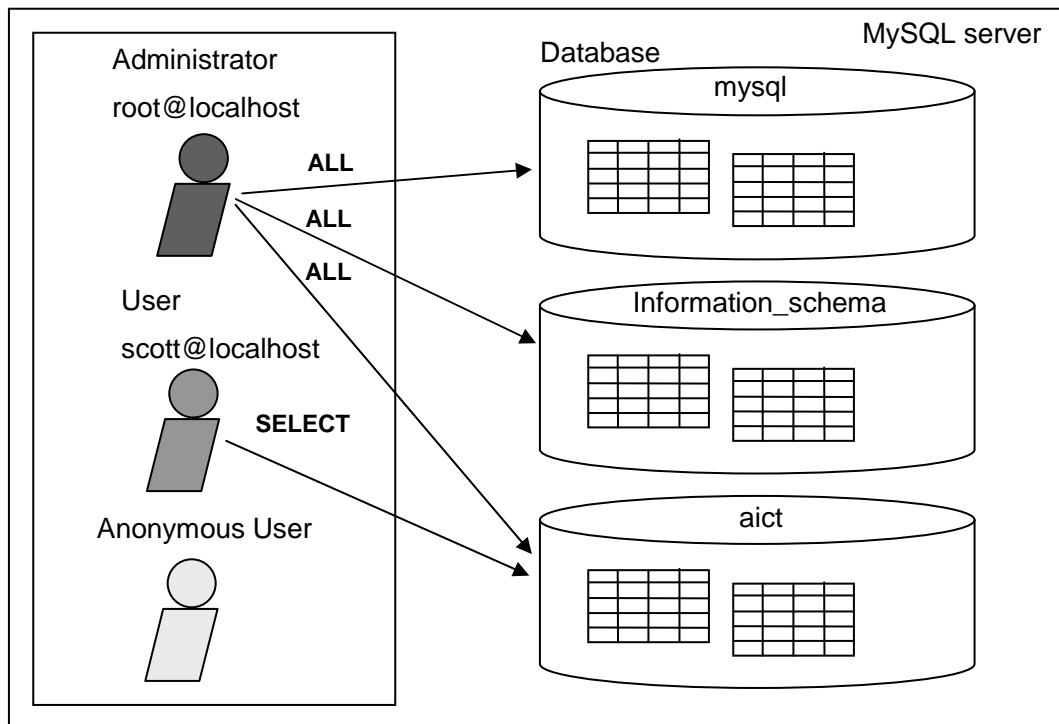 MySQL server
Administrator
root@localhost
ALL
ALL
ALL
User
scott@localhost
SELECT
Anonymous User
Database
mysql
Information_schema
aict